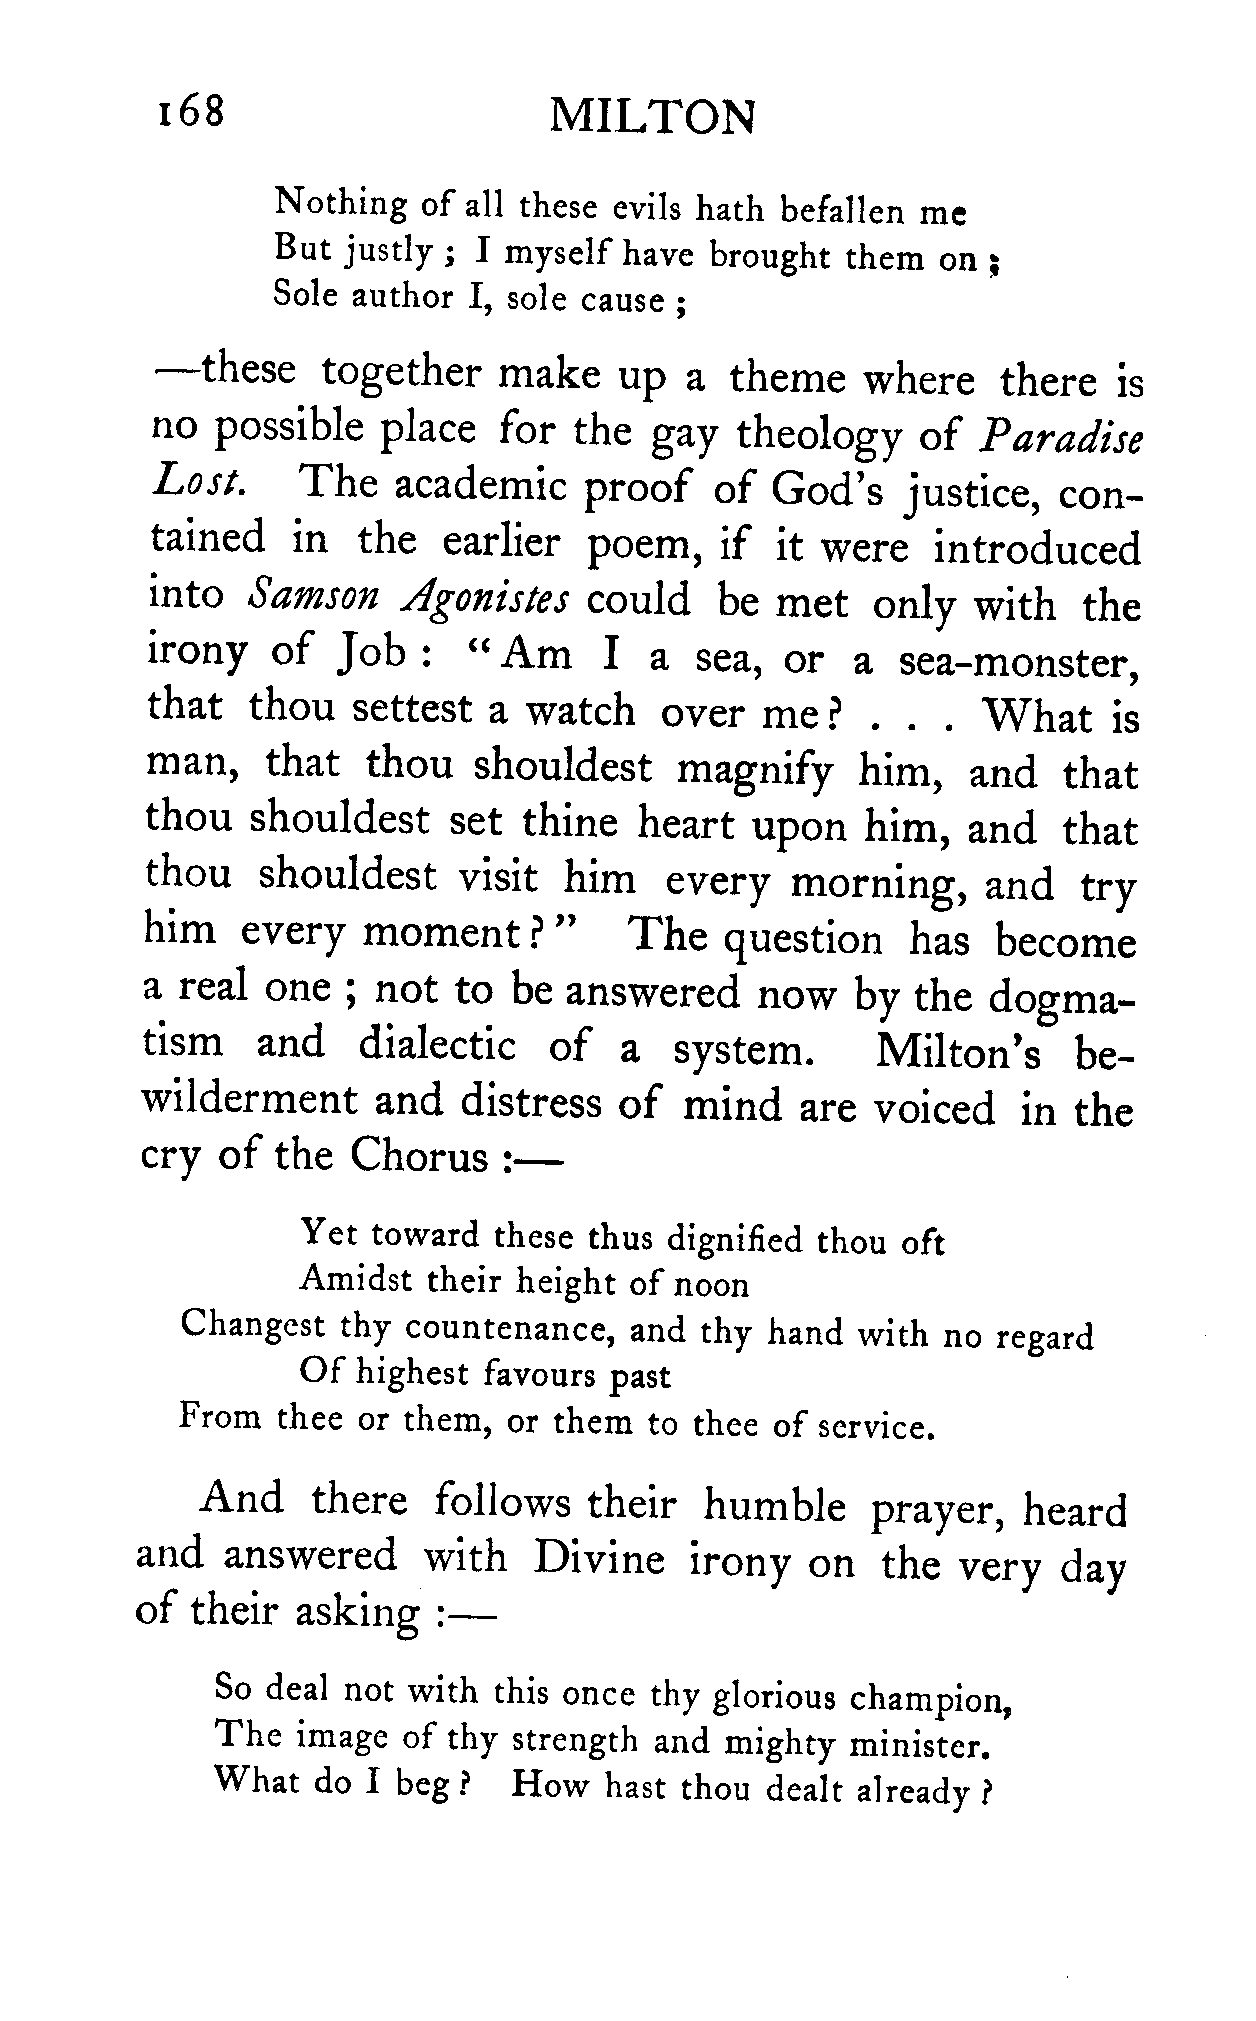 168 MILTON
Nothing of all these evils hath befallen me
But justly ; I myself have brought them on ;
Sole author I, sole cause ;
—these together make up a theme where there is
no possible place for the gay theology of Paradise
Lost. The academic proof of God's justice, con-
tained in the earlier poem, if it were introduced
into Samson Agonistes could be met only with the
irony of Job : “ Am I a sea, or a sea-monster,
that thou settest a watch over me ? . . . What is
man, that thou shouldest magnify him, and that
thou shouldest set thine heart upon him, and that
thou shouldest visit him every morning, and try
him every moment ? ” The question has become
a real one ; not to be answered now by the dogma-
tism and dialectic of a system. Milton's be-
wilderment and distress of mind are voiced in the
cry of the Chorus :—
Yet toward these thus dignified thou oft
Amidst their height of noon
Changest thy countenance, and thy hand with no regard
Of highest favours past
From thee or them, or them to thee of service.
And there follows their humble prayer, heard
and answered with Divine irony on the very day
of their asking :—
So deal not with this once thy glorious champion,
The image of thy strength and mighty minister.
What do I beg ? How hast thou dealt already ?